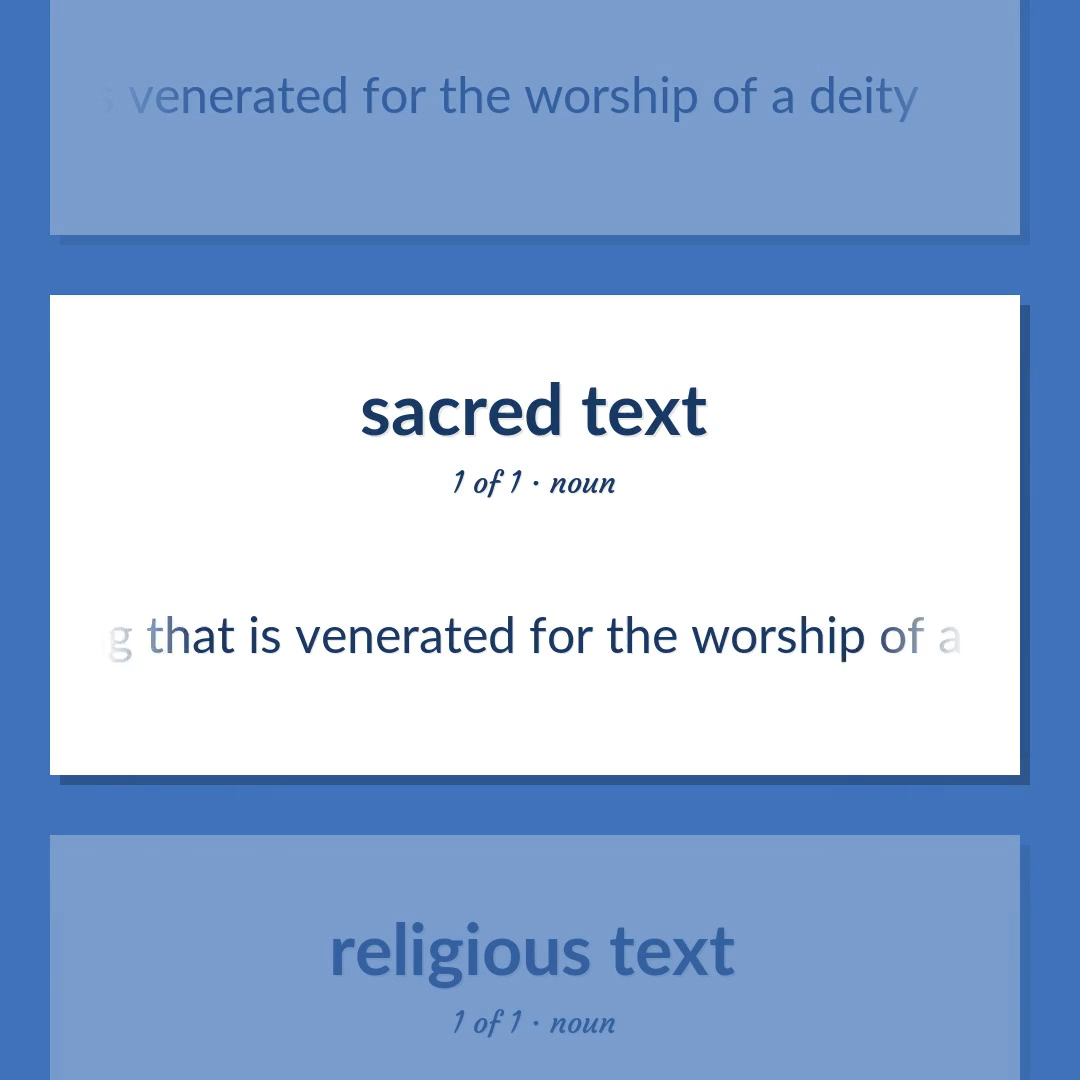 venerated for the worship of a deity
sacred text
1 of 1 · noun
g that is venerated for the worship of a
religious text
1 of 1 · noun